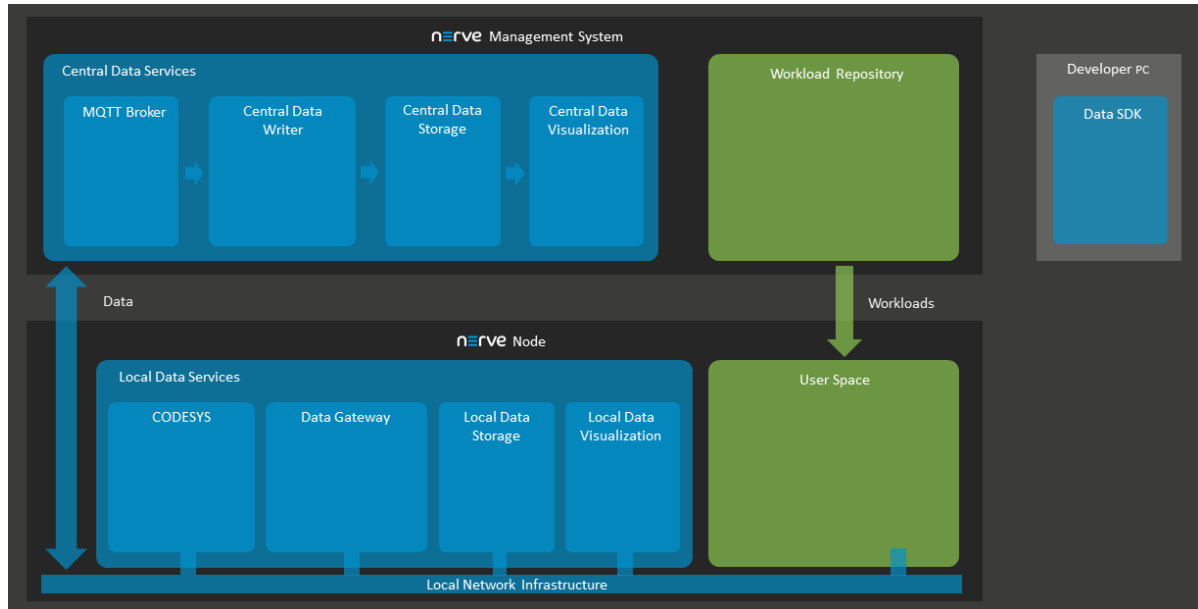 nerve Management System
Central Data Services
MQTT Broker
Central Data
Writer
Central Data
Storage
Central Data
Visualization
Workload Repository
Developer PC
Data SDK
Data
Workloads
nerve Node
Local Data Services
CODESYS
Data Gateway
Local Data
Storage
Local Data
Visualization
User Space
Local Network Infrastructure